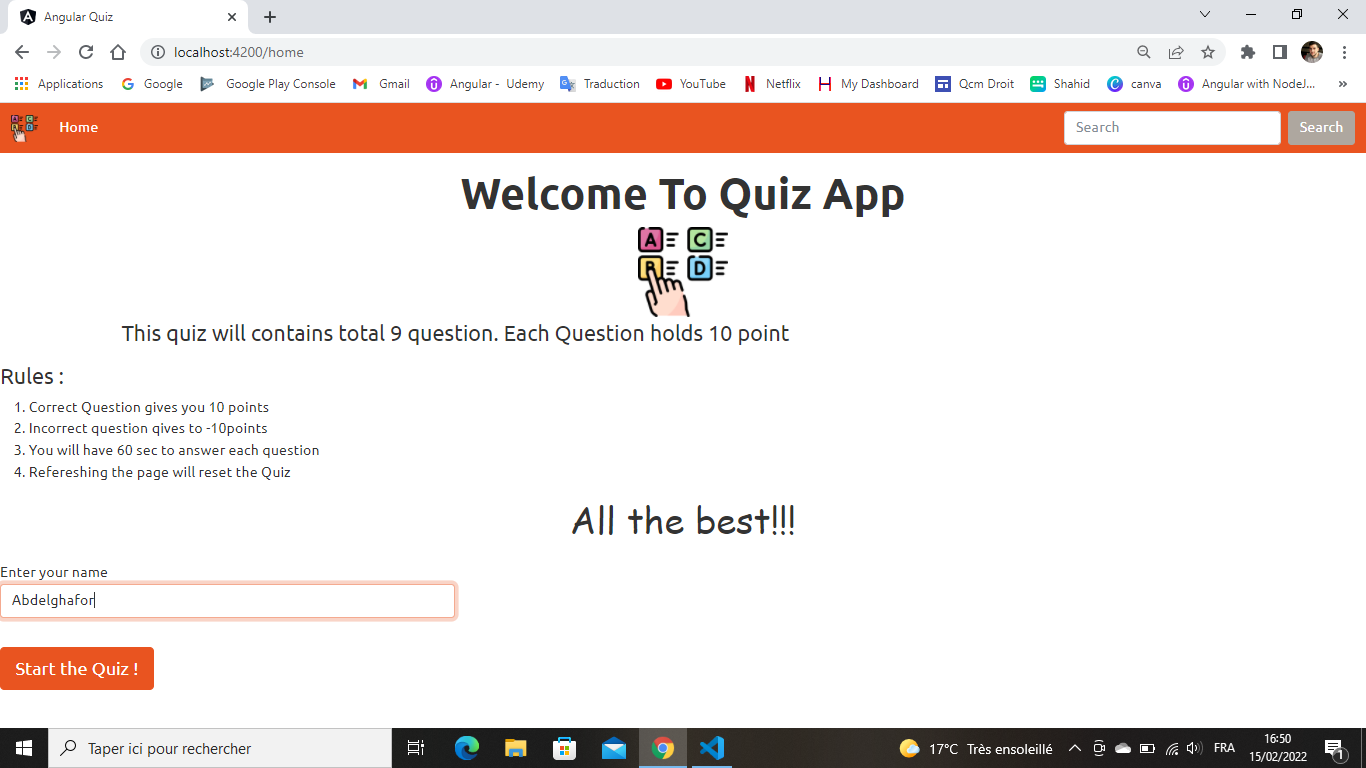 Angular Quiz
localhost:4200/home
Applications Google Google Play Console Gmail Angular - Udemy Traduction YouTube Netflix My Dashboard Qcm Droit Shahid canva Angular with NodeJ... »
Home Search Search
Welcome To Quiz App
A C
B D
This quiz will contains total 9 question. Each Question holds 10 point
Rules :
1. Correct Question gives you 10 points
2. Incorrect question qives to -10points
3. You will have 60 sec to answer each question
4. Refereshing the page will reset the Quiz
All the best!!!
Enter your name
Abdelghafor
Start the Quiz !
Taper ici pour rechercher 17°C Très ensoleillé FRA 16:50
15/02/2022 1